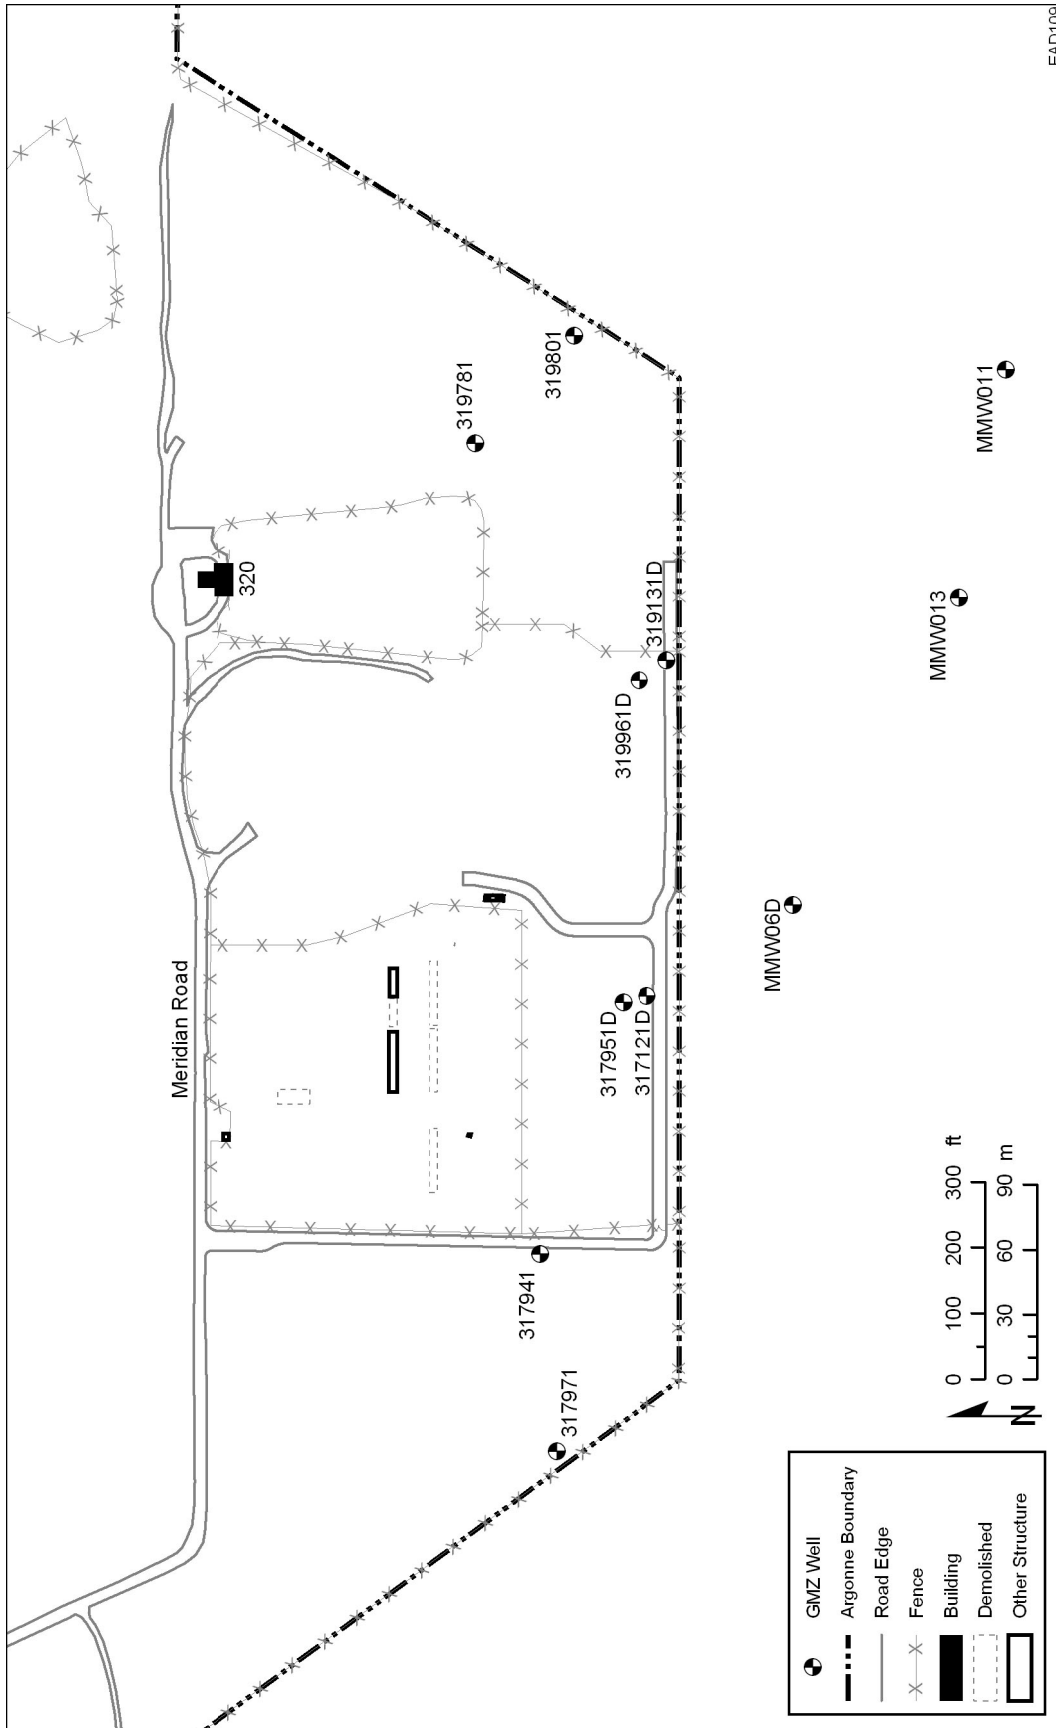 Meridian Road
320
319781
319801
319131D
319961D
317951D
317121D
317941
317971
MMW06D
MMW013
MMW011
GMZ Well
Argonne Boundary
Road Edge
Fence
Building
Demolished
Other Structure
N
0 100 200 300 ft
0 30 60 90 m